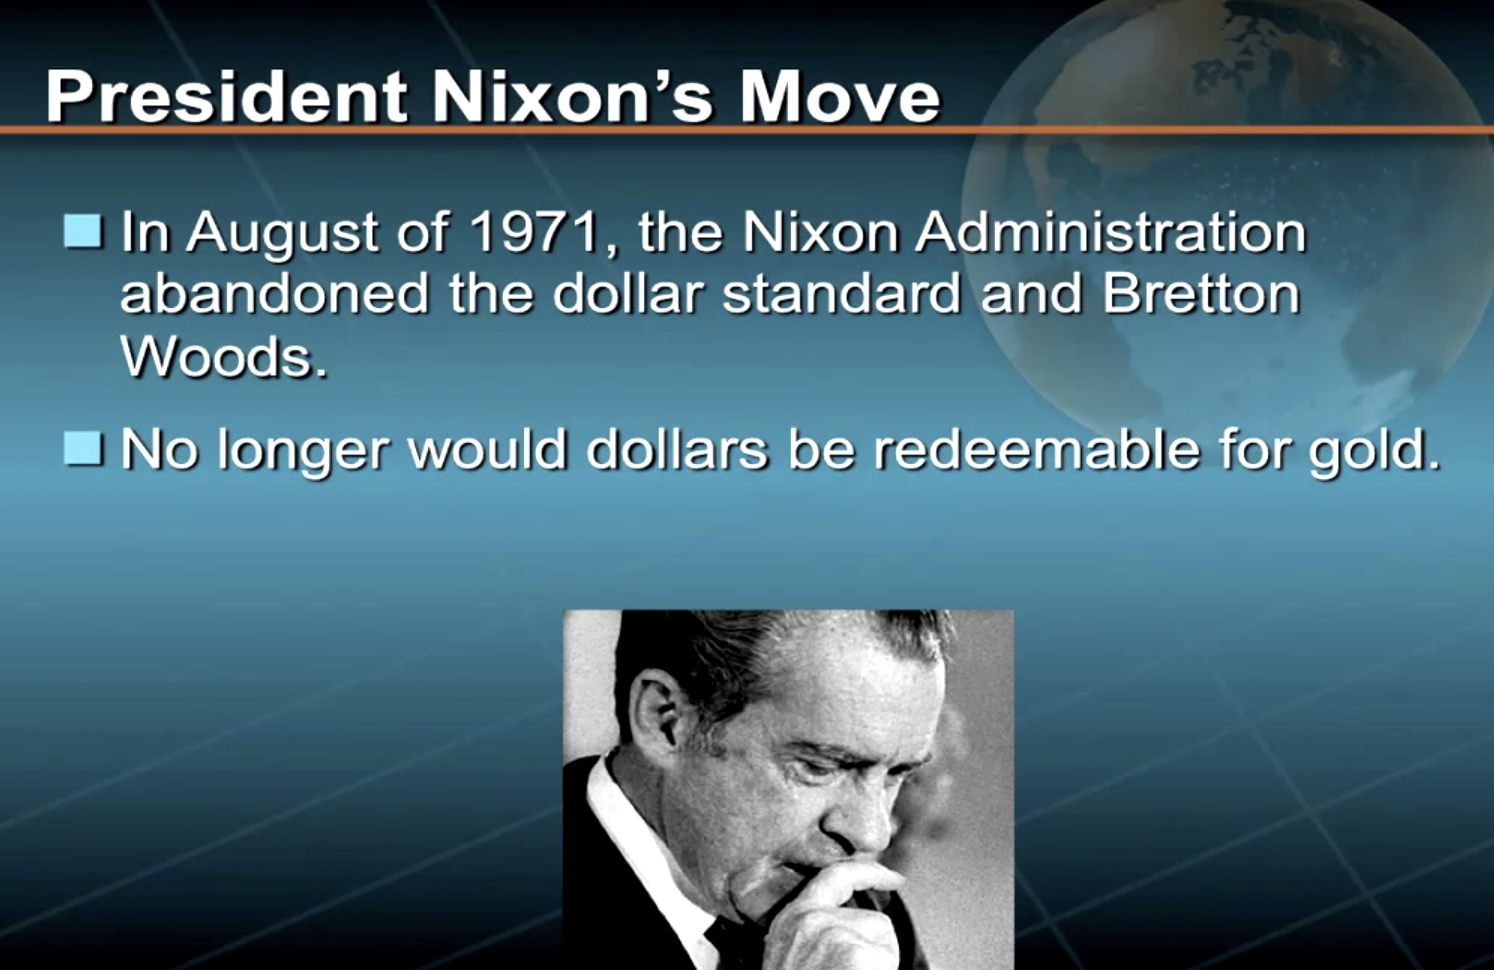 President Nixon’s Move
In August of 1971, the Nixon Administration
abandoned the dollar standard and Bretton
Woods.
No longer would dollars be redeemable for gold.